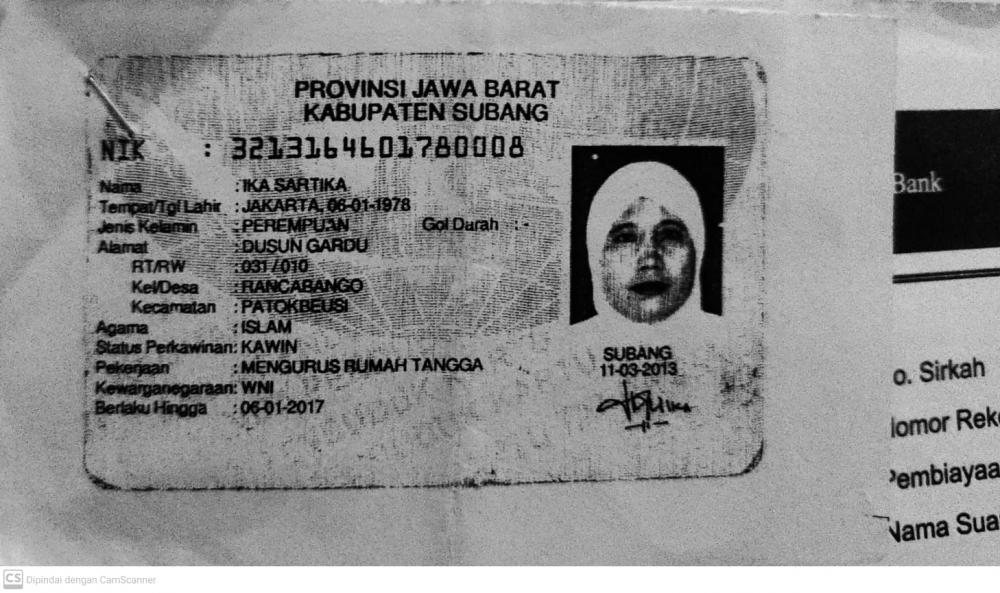 PROVINSI JAWA BARAT
KABUPATEN SUBANG
NIK : 3213164601780008
Nama : IKA SARTIKA
Tempat/Tgl Lahir : JAKARTA, 06-01-1978
Jenis Kelamin : PEREMPUAN Gol Darah : -
Alamat : DUSUN GARDU
RT/RW : 031/010
Kel/Desa : RANCABANGO
Kecamatan : PATOKBEUSI
Agama : ISLAM
Status Perkawinan: KAWIN
Pekerjaan : MENGURUS RUMAH TANGGA
Kewarganegaraan: WNI
Berlaku Hingga : 06-01-2017
SUBANG
11-03-2013
Bank
o. Sirkah
Nomor Rek
Pembiayaa
Nama Sua
CS Dipindai dengan CamScanner